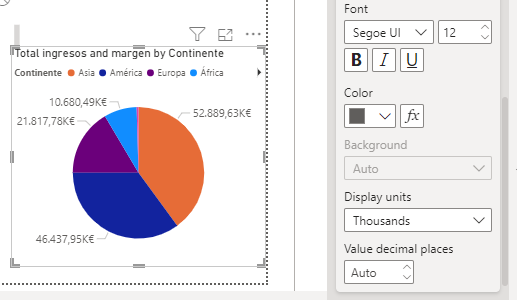 Total ingresos and margen by Continente
Continente Asia América Europa África
10.680,49K€
52.889,63K€
21.817,78K€
46.437,95K€
Font
Segoe UI 12
B I U
Color
fx
Background
Auto
Display units
Thousands
Value decimal places
Auto